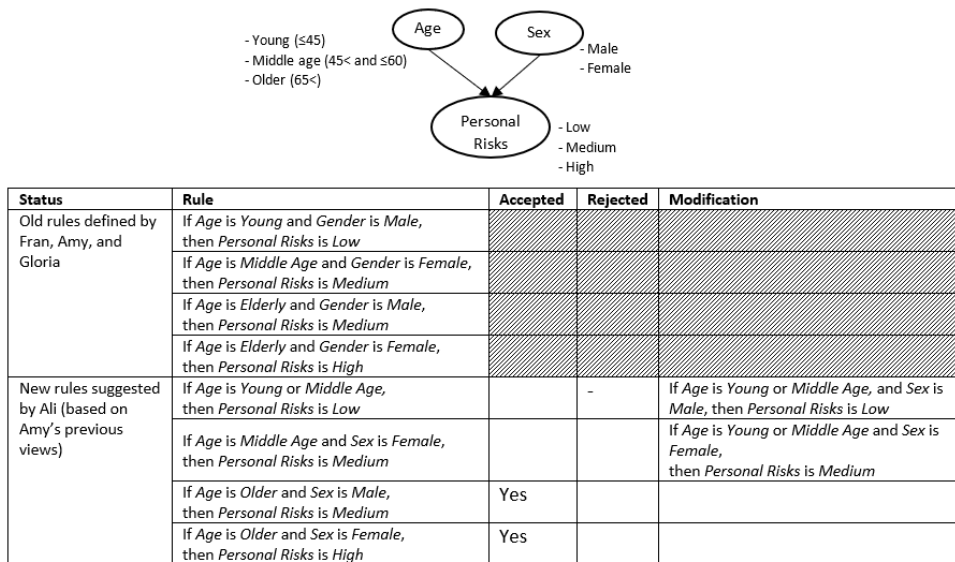 Age
Sex
- Young (≤45)
- Middle age (45< and ≤60)
- Older (65<)
- Male
- Female
Personal
Risks
- Low
- Medium
- High
Status
Rule
Accepted
Rejected
Modification
Old rules defined by
Fran, Amy, and
Gloria
If Age is Young and Gender is Male,
then Personal Risks is Low
If Age is Middle Age and Gender is Female,
then Personal Risks is Medium
If Age is Elderly and Gender is Male,
then Personal Risks is Medium
If Age is Elderly and Gender is Female,
then Personal Risks is High
New rules suggested
by Ali (based on
Amy's previous
views)
If Age is Young or Middle Age,
then Personal Risks is Low
-
If Age is Young or Middle Age, and Sex is
Male, then Personal Risks is Low
If Age is Middle Age and Sex is Female,
then Personal Risks is Medium
If Age is Young or Middle Age and Sex is
Female,
then Personal Risks is Medium
If Age is Older and Sex is Male,
then Personal Risks is Medium
Yes
If Age is Older and Sex is Female,
then Personal Risks is High
Yes